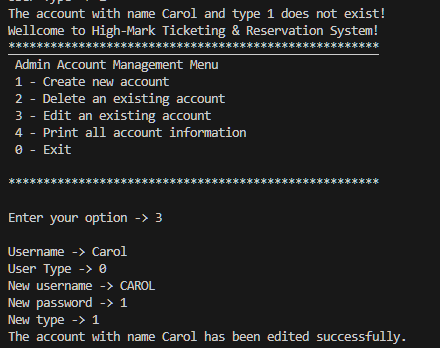 The account with name Carol and type 1 does not exist!
Wellcome to High-Mark Ticketing & Reservation System!
*****************************************************
Admin Account Management Menu
1 - Create new account
2 - Delete an existing account
3 - Edit an existing account
4 - Print all account information
0 - Exit
*****************************************************
Enter your option -> 3
Username -> Carol
User Type -> 0
New username -> CAROL
New password -> 1
New type -> 1
The account with name Carol has been edited successfully.